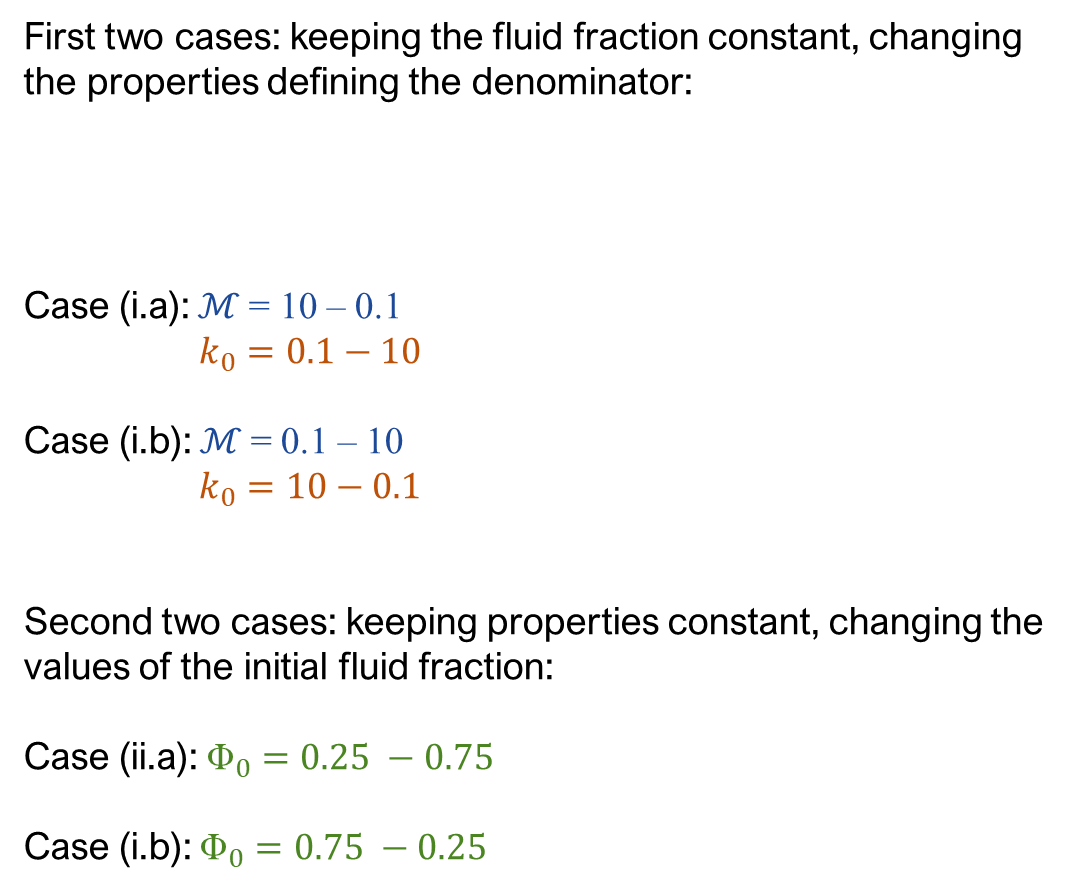 First two cases: keeping the fluid fraction constant, changing
the properties defining the denominator:
Case (i.a): ℳ = 10 – 0.1
k₀ = 0.1 − 10
Case (i.b): ℳ = 0.1 – 10
k₀ = 10 − 0.1
Second two cases: keeping properties constant, changing the
values of the initial fluid fraction:
Case (ii.a): Φ₀ = 0.25 − 0.75
Case (i.b): Φ₀ = 0.75 − 0.25